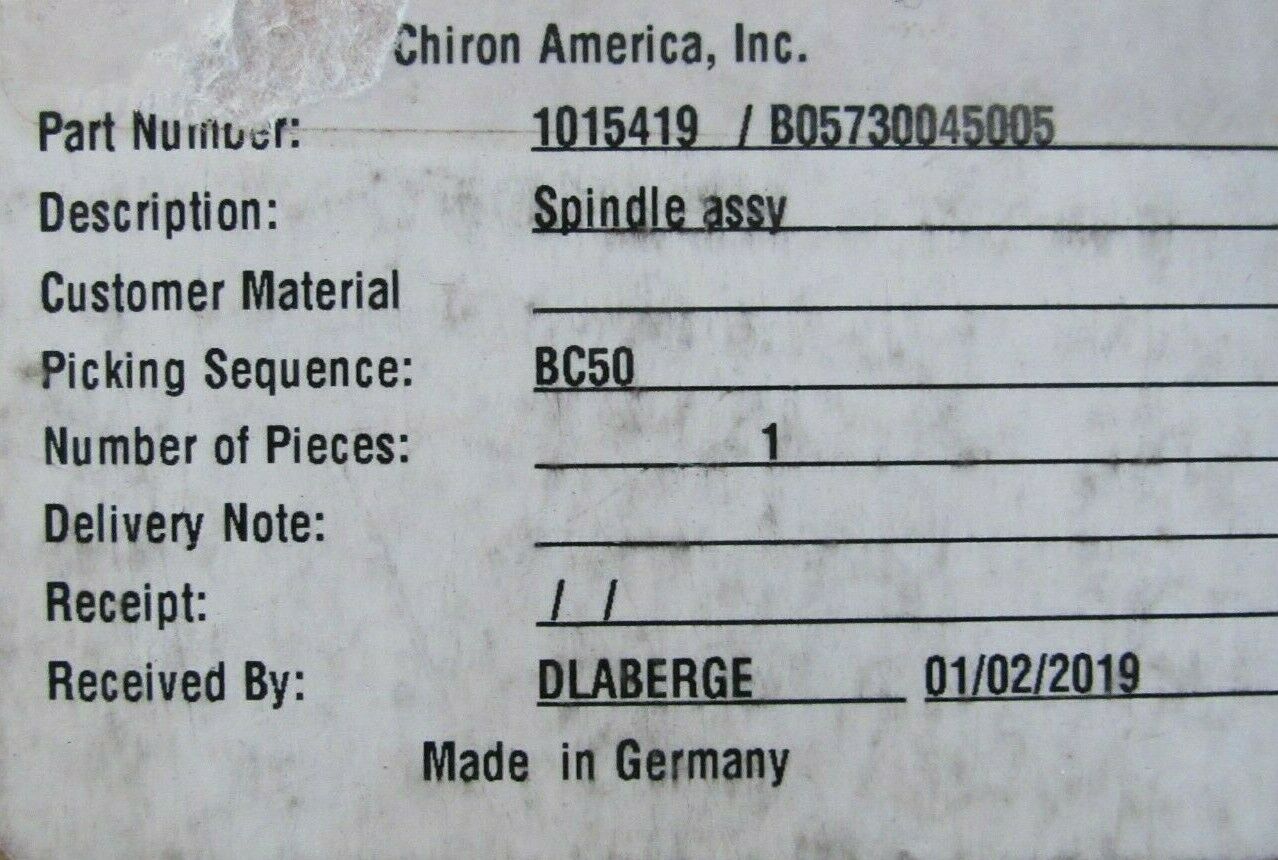 Chiron America, Inc.
Part Number: 1015419 / B05730045005
Description: Spindle assy
Customer Material
Picking Sequence: BC50
Number of Pieces: 1
Delivery Note:
Receipt: / /
Received By: DLABERGE 01/02/2019
Made in Germany